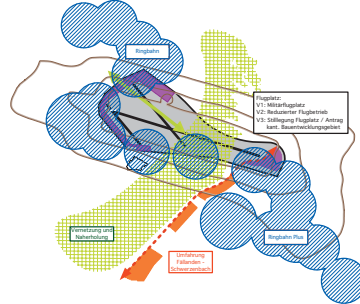 Ringbahn
Flugplatz:
V1: Militärflugplatz
V2: Reduzierter Flugbetrieb
V3: Stilllegung Flugplatz / Antrag
kant. Bauentwicklungsgebiet
Vernetzung und
Naherholung
Ringbahn Plus
Umfahrung
Fällanden -
Schwerzenbach